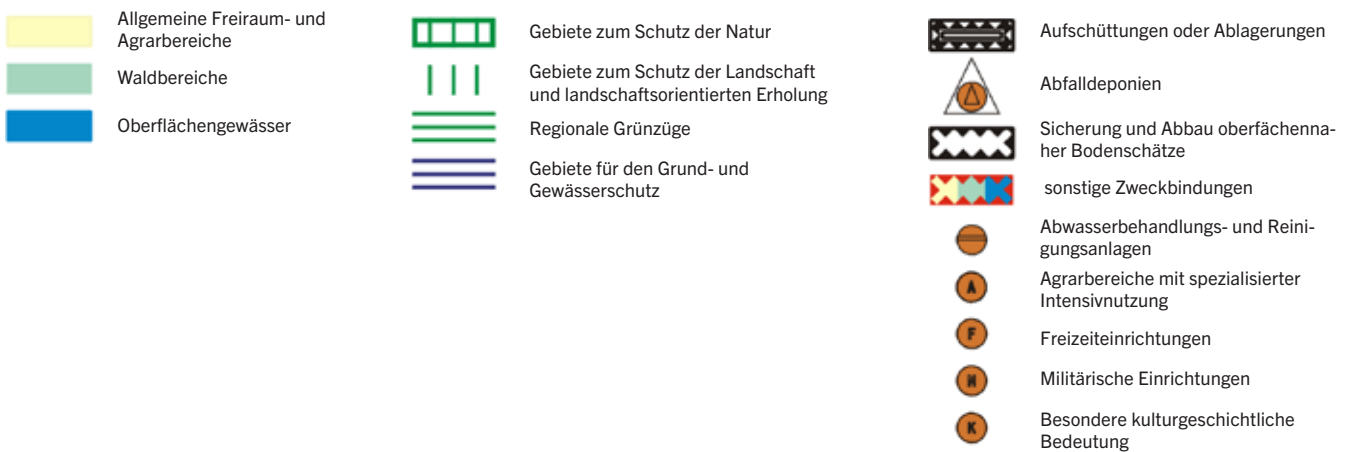 Allgemeine Freiraum- und
Agrarbereiche
Waldbereiche
Oberflächengewässer
Gebiete zum Schutz der Natur
Gebiete zum Schutz der Landschaft
und landschaftsorientierten Erholung
Regionale Grünzüge
Gebiete für den Grund- und
Gewässerschutz
Aufschüttungen oder Ablagerungen
Abfalldeponien
Sicherung und Abbau oberfächenna-
her Bodenschätze
sonstige Zweckbindungen
Abwasserbehandlungs- und Reini-
gungsanlagen
A
Agrarbereiche mit spezialisierter
Intensivnutzung
F
Freizeiteinrichtungen
M
Militärische Einrichtungen
K
Besondere kulturgeschichtliche
Bedeutung